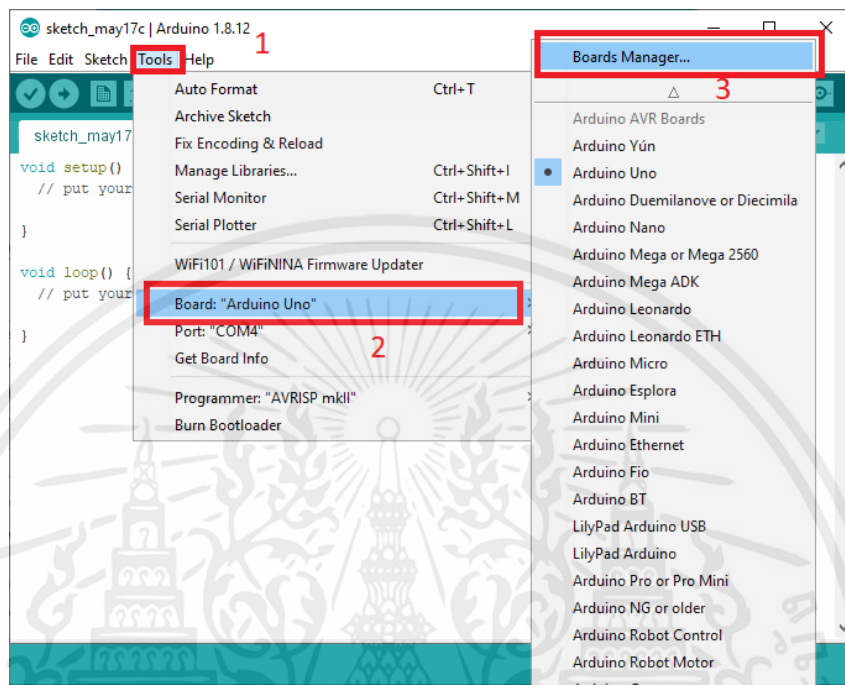 sketch_may17c | Arduino 1.8.12
1
File Edit Sketch Tools Help
sketch_may17
void setup()
// put your
}
void loop() {
// put your
}
Auto Format Ctrl+T
Archive Sketch
Fix Encoding & Reload
Manage Libraries... Ctrl+Shift+I
Serial Monitor Ctrl+Shift+M
Serial Plotter Ctrl+Shift+L
WiFi101 / WiFiNINA Firmware Updater
Board: "Arduino Uno"
Port: "COM4"
2
Get Board Info
Programmer: "AVRISP mkII"
Burn Bootloader
Boards Manager...
3
Arduino AVR Boards
Arduino Yún
Arduino Uno
Arduino Duemilanove or Diecimila
Arduino Nano
Arduino Mega or Mega 2560
Arduino Mega ADK
Arduino Leonardo
Arduino Leonardo ETH
Arduino Micro
Arduino Esplora
Arduino Mini
Arduino Ethernet
Arduino Fio
Arduino BT
LilyPad Arduino USB
LilyPad Arduino
Arduino Pro or Pro Mini
Arduino NG or older
Arduino Robot Control
Arduino Robot Motor